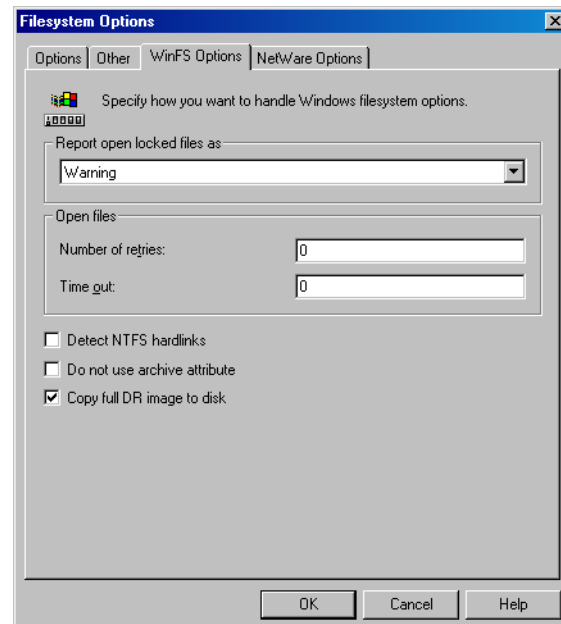 Filesystem Options
Options Other WinFS Options NetWare Options
Specify how you want to handle Windows filesystem options.
Report open locked files as
Warning
Open files
Number of retries: 0
Time out: 0
Detect NTFS hardlinks
Do not use archive attribute
Copy full DR image to disk
OK Cancel Help